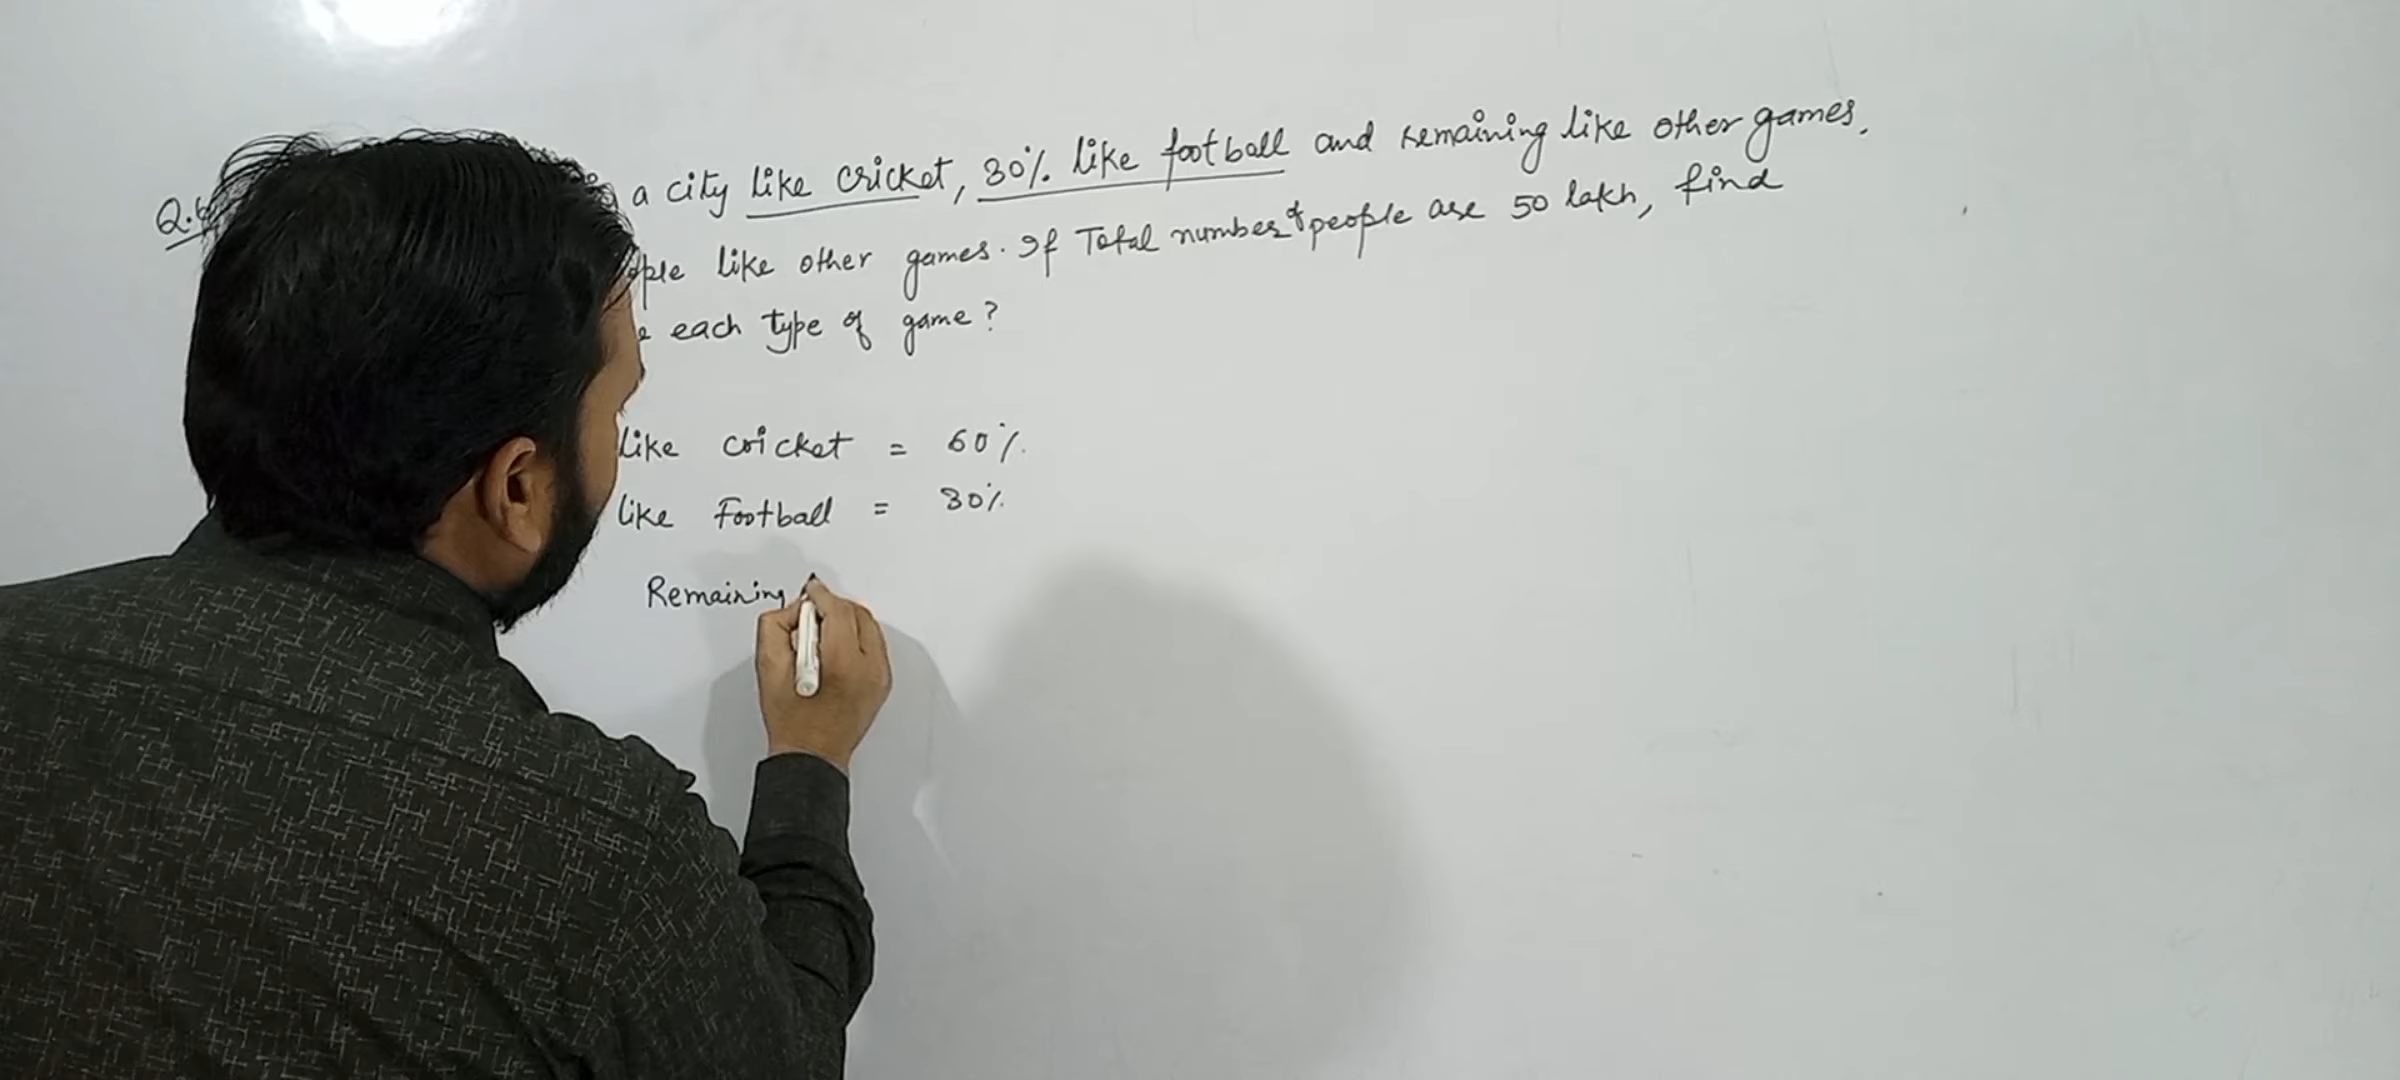 Q.6 a city like cricket, 30% like football and remaining like other games.
like other games. If Total number of people are 50 lakh, find
each type of game?
like cricket = 60%
like Football = 30%
Remaining